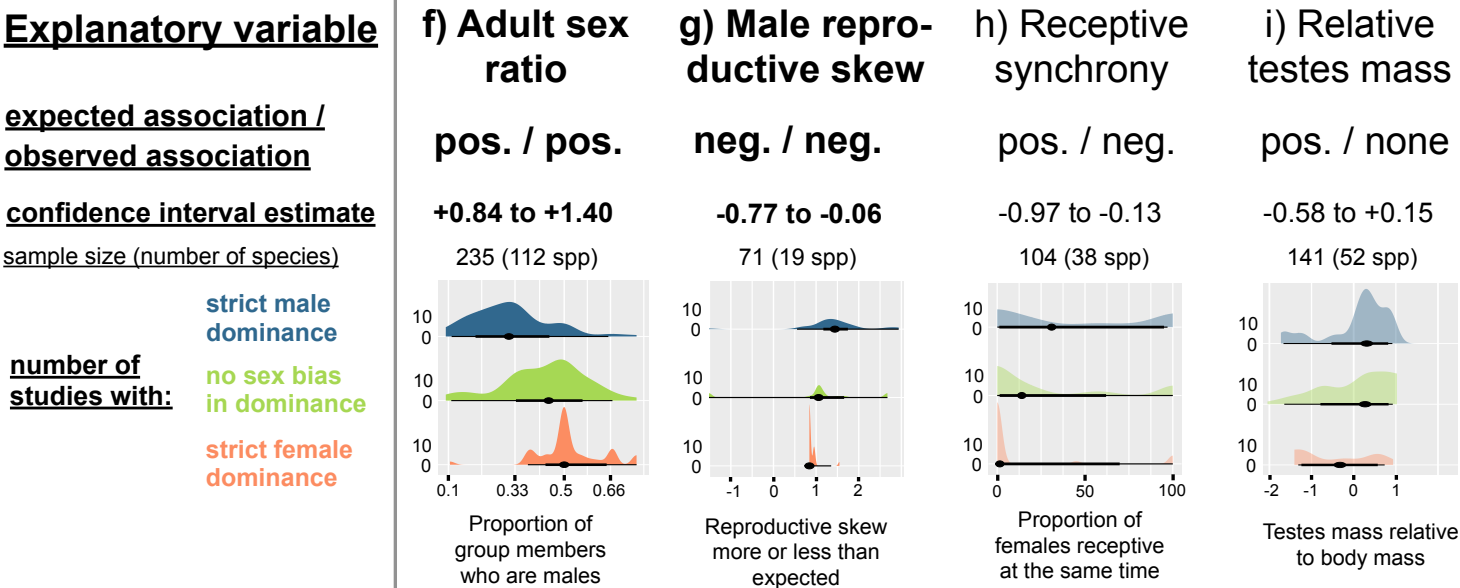 Explanatory variable
f) Adult sex
ratio
g) Male repro-
ductive skew
h) Receptive
synchrony
i) Relative
testes mass
expected association /
observed association
pos. / pos.
neg. / neg.
pos. / neg.
pos. / none
confidence interval estimate
+0.84 to +1.40
-0.77 to -0.06
-0.97 to -0.13
-0.58 to +0.15
sample size (number of species)
235 (112 spp)
71 (19 spp)
104 (38 spp)
141 (52 spp)
number of
studies with:
strict male
dominance
no sex bias
in dominance
strict female
dominance
10
0
10
0
10
0
0.1 0.33 0.5 0.66
Proportion of
group members
who are males
10
0
10
0
10
0
-1 0 1 2
Reproductive skew
more or less than
expected
10
0
10
0
10
0
0 50 100
Proportion of
females receptive
at the same time
10
0
10
0
10
0
-2 -1 0 1
Testes mass relative
to body mass